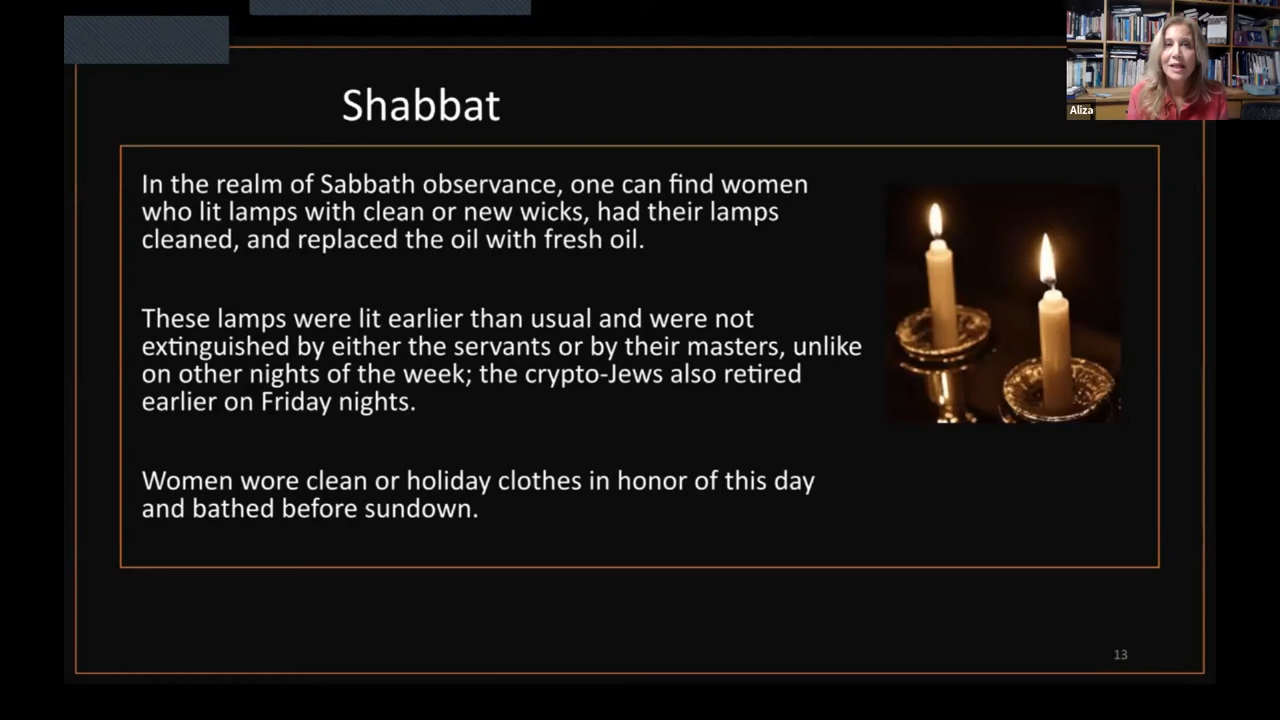 Aliza
Shabbat
In the realm of Sabbath observance, one can find women
who lit lamps with clean or new wicks, had their lamps
cleaned, and replaced the oil with fresh oil.
These lamps were lit earlier than usual and were not
extinguished by either the servants or by their masters, unlike
on other nights of the week; the crypto-Jews also retired
earlier on Friday nights.
Women wore clean or holiday clothes in honor of this day
and bathed before sundown.
13